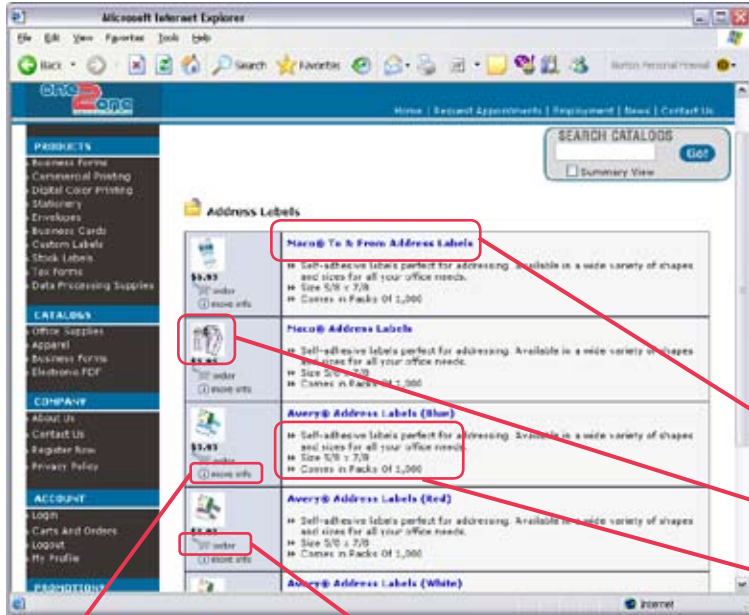 Microsoft Internet Explorer
File Edit View Favorites Tools Help
Back Search Favorites
one2one
Home | Request Appointments | Employment | News | Contact Us
SEARCH CATALOGS
Go!
Summary View
PRODUCTS
Business Forms
Commercial Printing
Digital Color Printing
Stationery
Envelopes
Business Cards
Custom Labels
Stock Labels
Tax Forms
Data Processing Supplies
CATALOGS
Office Supplies
Apparel
Business Forms
Electronic PDF
COMPANY
About Us
Contact Us
Register Now
Privacy Policy
ACCOUNT
Login
Carts And Orders
Logout
My Profile
PROMOTIONS
Address Labels
Maco® To & From Address Labels
» Self-adhesive labels perfect for addressing. Available in a wide variety of shapes
and sizes for all your office needs.
» Size 5/8 x 7/8
» Comes in Packs Of 1,000
order
more info
Maco® Address Labels
» Self-adhesive labels perfect for addressing. Available in a wide variety of shapes
and sizes for all your office needs.
» Size 5/8 x 7/8
» Comes in Packs Of 1,000
order
more info
Avery® Address Labels (Blue)
» Self-adhesive labels perfect for addressing. Available in a wide variety of shapes
and sizes for all your office needs.
» Size 5/8 x 7/8
» Comes in Packs Of 1,000
order
more info
Avery® Address Labels (Red)
» Self-adhesive labels perfect for addressing. Available in a wide variety of shapes
and sizes for all your office needs.
» Size 5/8 x 7/8
» Comes in Packs Of 1,000
order
more info
Avery® Address Labels (White)
Internet